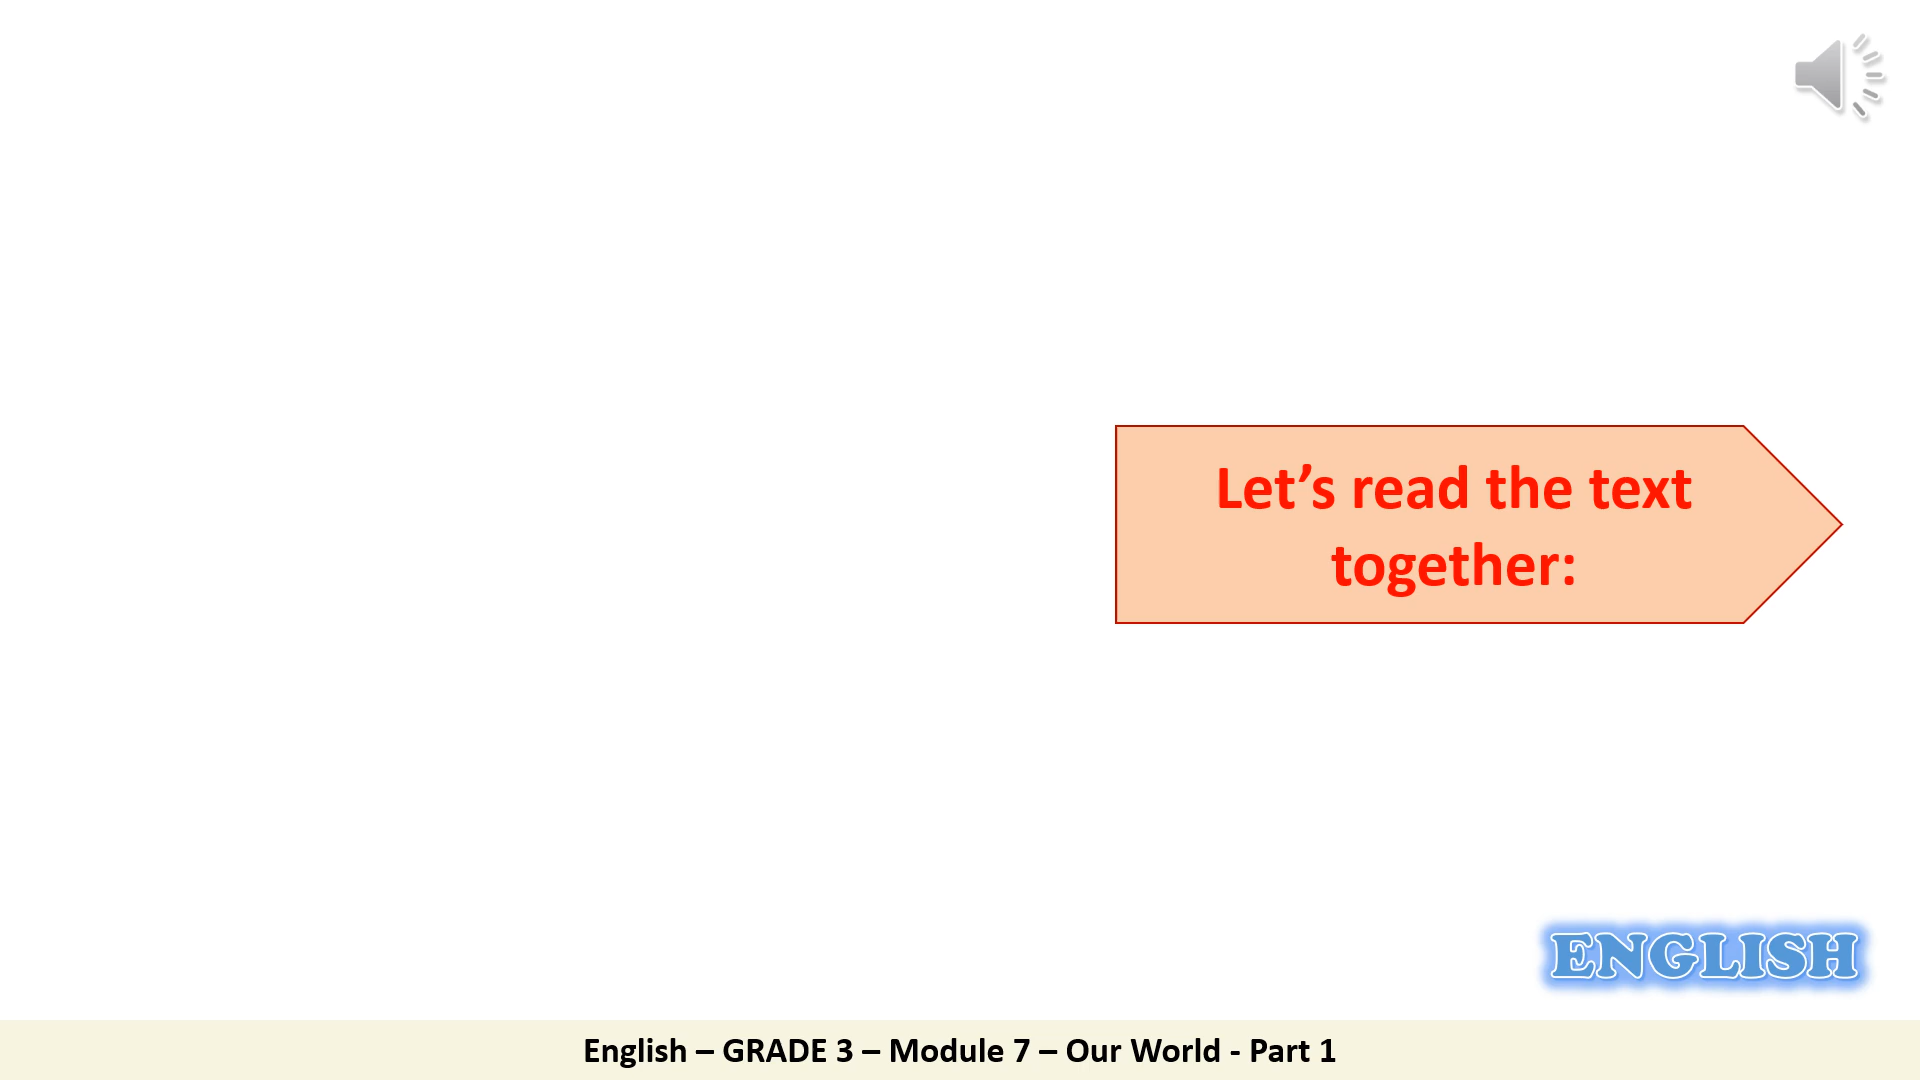 Let’s read the text
together:
ENGLISH
English – GRADE 3 – Module 7 – Our World - Part 1